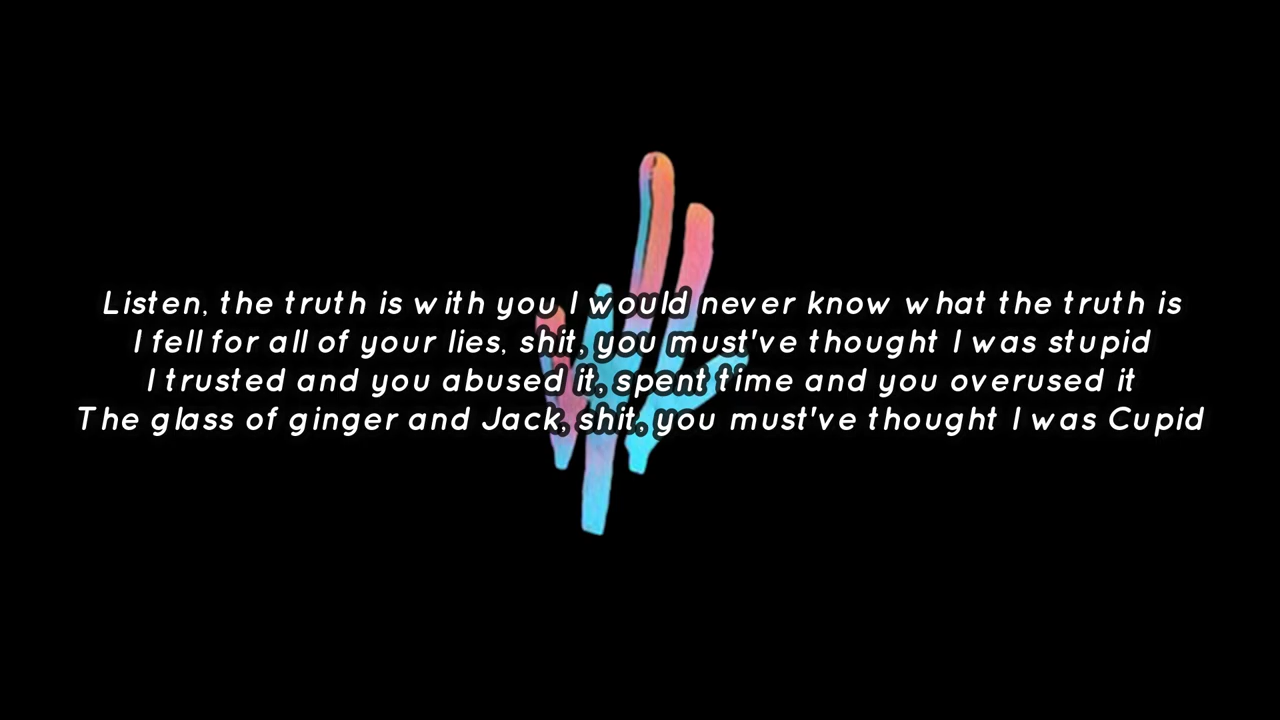 Listen, the truth is with you I would never know what the truth is
I fell for all of your lies, shit, you must've thought I was stupid
I trusted and you abused it, spent time and you overused it
The glass of ginger and Jack, shit, you must've thought I was Cupid